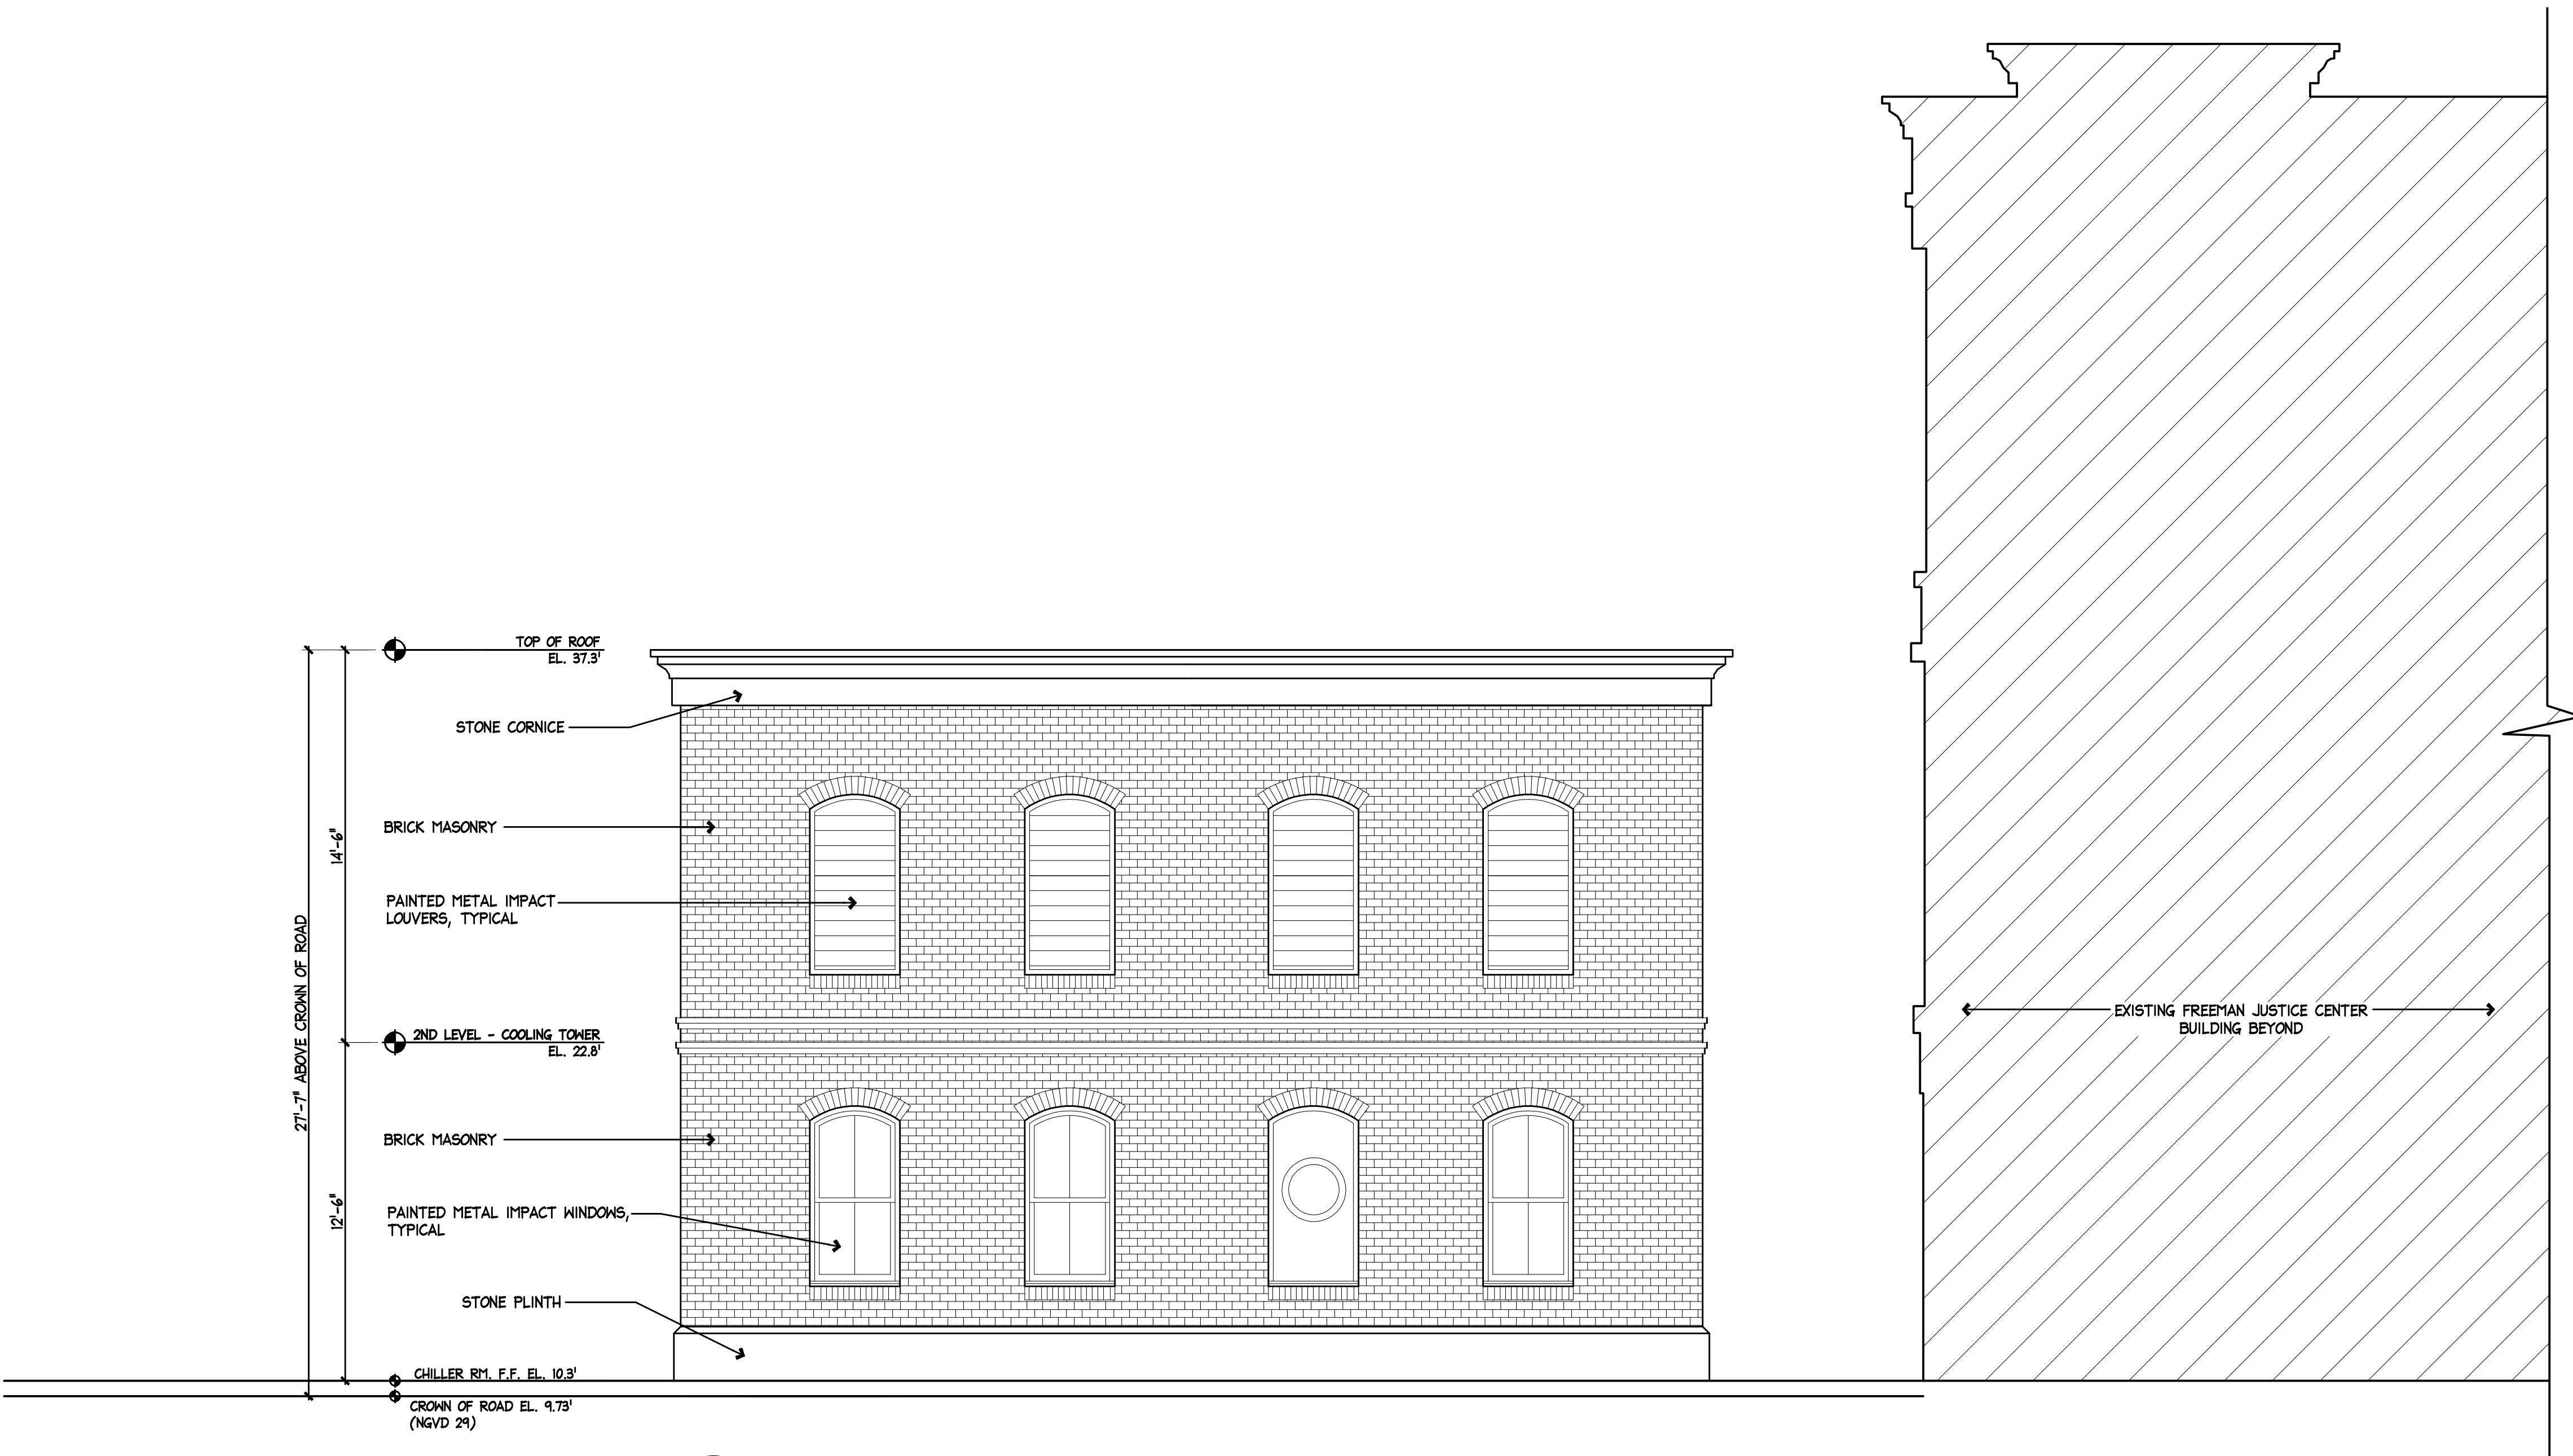 TOP OF ROOF
EL. 37.3'
STONE CORNICE
BRICK MASONRY
14'-6"
PAINTED METAL IMPACT
LOUVERS, TYPICAL
27'-7" ABOVE CROWN OF ROAD
2ND LEVEL - COOLING TOWER
EL. 22.8'
EXISTING FREEMAN JUSTICE CENTER
BUILDING BEYOND
BRICK MASONRY
12'-6"
PAINTED METAL IMPACT WINDOWS,
TYPICAL
STONE PLINTH
CHILLER RM. F.F. EL. 10.3'
CROWN OF ROAD EL. 9.73'
(NGVD 29)